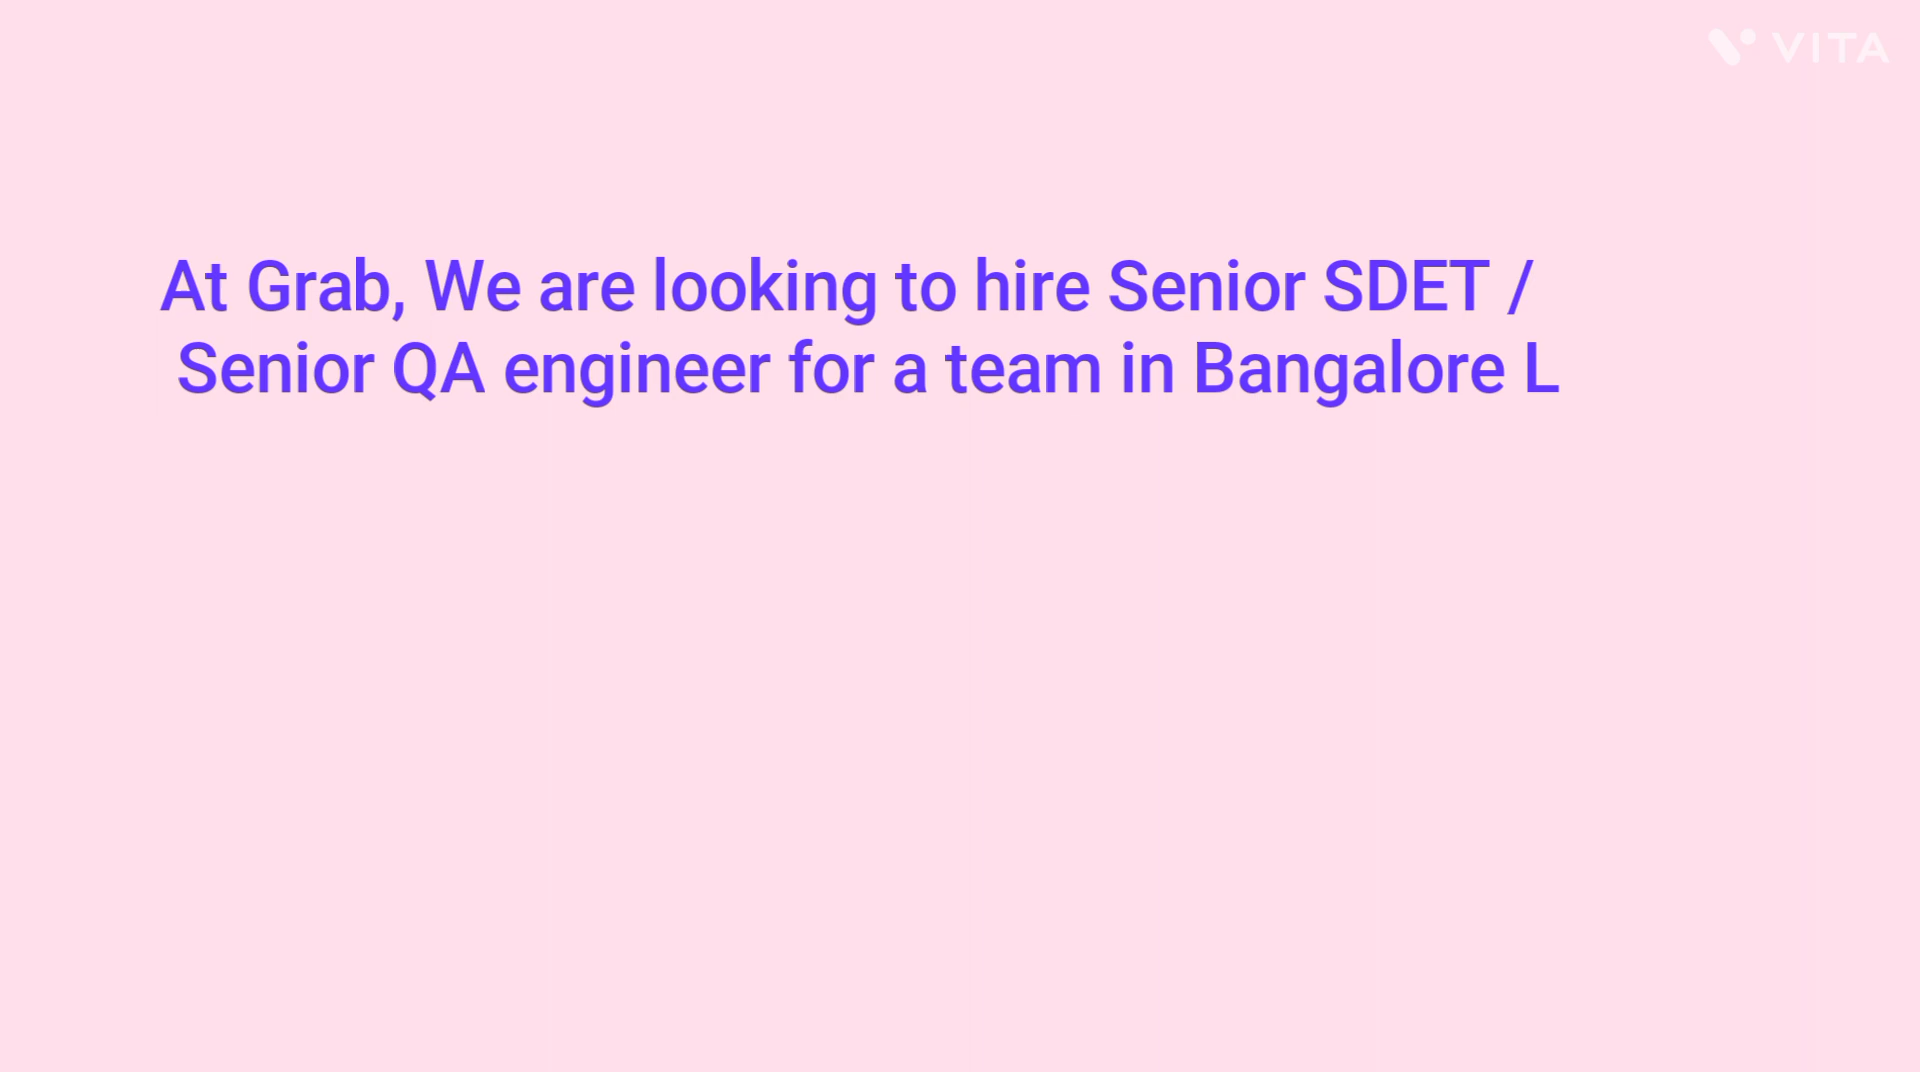 VITA
At Grab, We are looking to hire Senior SDET /
Senior QA engineer for a team in Bangalore L